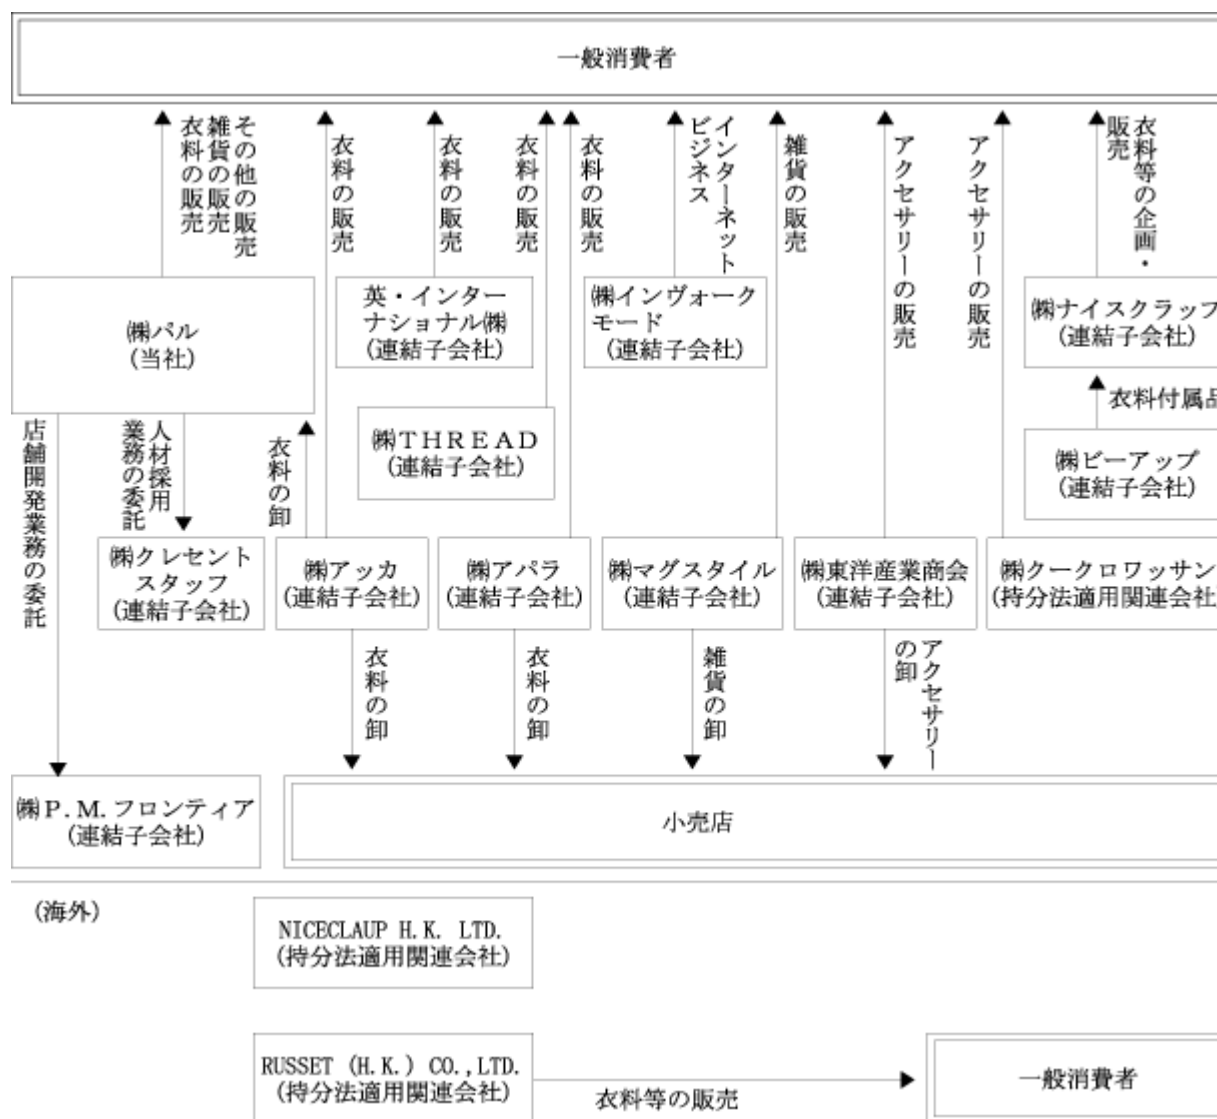 一般消費者
その他の販売
雑貨の販売
衣料の販売
衣料の販売
衣料の販売
衣料の販売
衣料の販売
インターネット
ビジネス
雑貨の販売
アクセサリーの販売
アクセサリーの販売
衣料等の企画・
販売
㈱パル
(当社)
英・インター
ナショナル㈱
(連結子会社)
㈱インヴォーク
モード
(連結子会社)
㈱ナイスクラップ
(連結子会社)
衣料付属品
㈱THREAD
(連結子会社)
㈱ビーアップ
(連結子会社)
店舗開発業務の委託
人材採用
業務の委託
衣料の卸
㈱クレセント
スタッフ
(連結子会社)
㈱アッカ
(連結子会社)
㈱アパラ
(連結子会社)
㈱マグスタイル
(連結子会社)
㈱東洋産業商会
(連結子会社)
㈱クークロワッサン
(持分法適用関連会社
衣料の卸
衣料の卸
雑貨の卸
アクセサリー
の卸
㈱P.M.フロンティア
(連結子会社)
小売店
(海外)
NICECLAUP H.K. LTD.
(持分法適用関連会社)
RUSSET (H.K.) CO.,LTD.
(持分法適用関連会社)
衣料等の販売
一般消費者